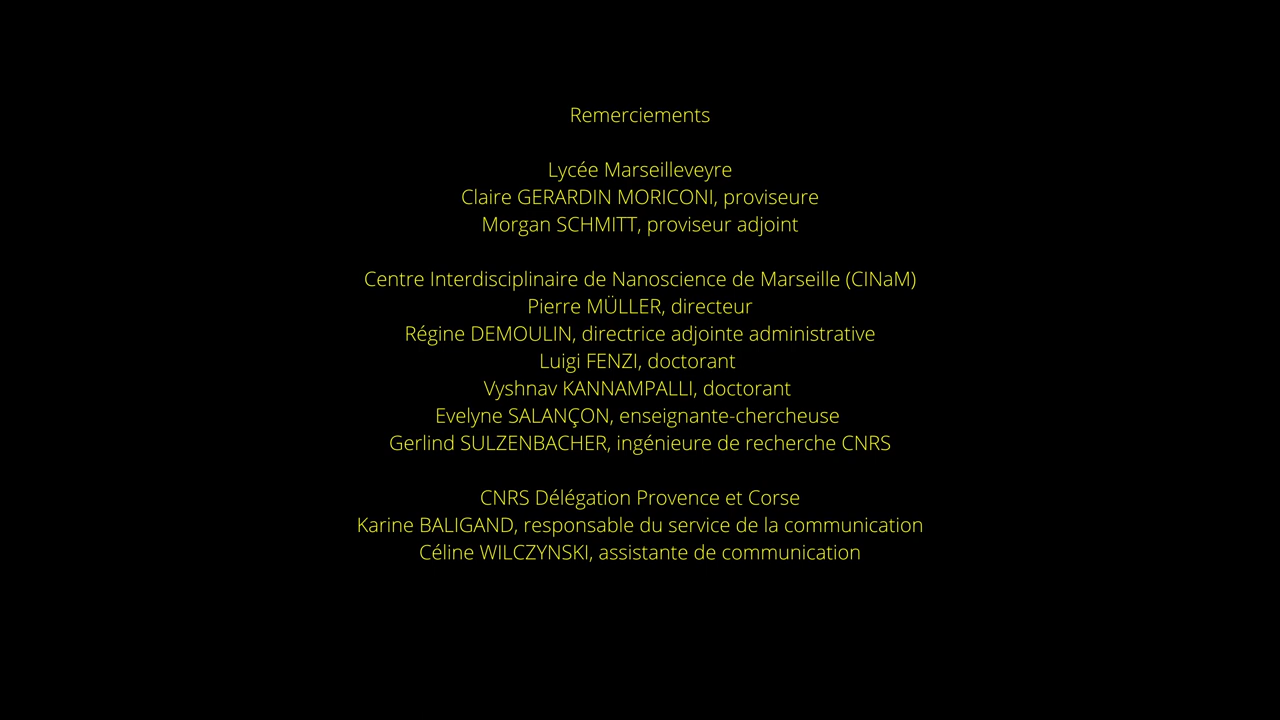 Remerciements
Lycée Marseilleveyre
Claire GERARDIN MORICONI, proviseure
Morgan SCHMITT, proviseur adjoint
Centre Interdisciplinaire de Nanoscience de Marseille (CINaM)
Pierre MÜLLER, directeur
Régine DEMOULIN, directrice adjointe administrative
Luigi FENZI, doctorant
Vyshnav KANNAMPALLI, doctorant
Evelyne SALANÇON, enseignante-chercheuse
Gerlind SULZENBACHER, ingénieure de recherche CNRS
CNRS Délégation Provence et Corse
Karine BALIGAND, responsable du service de la communication
Céline WILCZYNSKI, assistante de communication